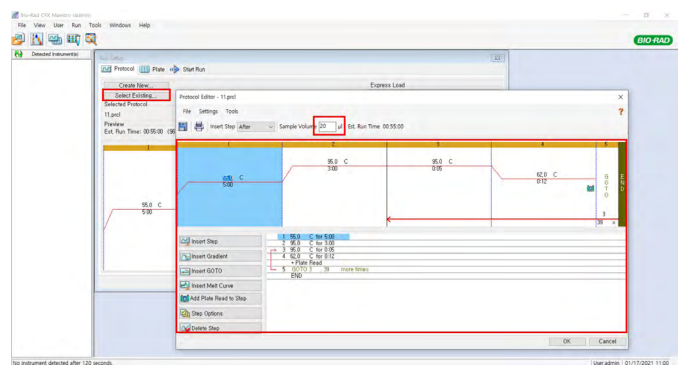 Bio-Rad CFX Maestro
File View User Run Tools Windows Help
BIO-RAD
Detected Instrument(s)
Run Setup
Protocol Plate Start Run
Create New...
Express Load
Select Existing...
Selected Protocol
11.prcl
Preview
Est. Run Time: 00:55:00 (96
1
55.0 C
5:00
Protocol Editor - 11.prcl
File Settings Tools
?
Insert Step After Sample Volume 20 µl Est. Run Time 00:55:00
1 2 3 4 5
C
5:00
95.0 C
3:00
95.0 C
0:05
62.0 C
0:12
G
O
T
O
3
39 x
E
N
D
Insert Step
Insert Gradient
Insert GOTO
Insert Melt Curve
Add Plate Read to Step
Step Options
Delete Step
1 55.0 C for 5:00
2 95.0 C for 3:00
3 95.0 C for 0:05
4 62.0 C for 0:12
+ Plate Read
5 GOTO 3 39 more times
END
OK Cancel
No instrument detected after 120 seconds.
User:admin 01/17/2021 11:00